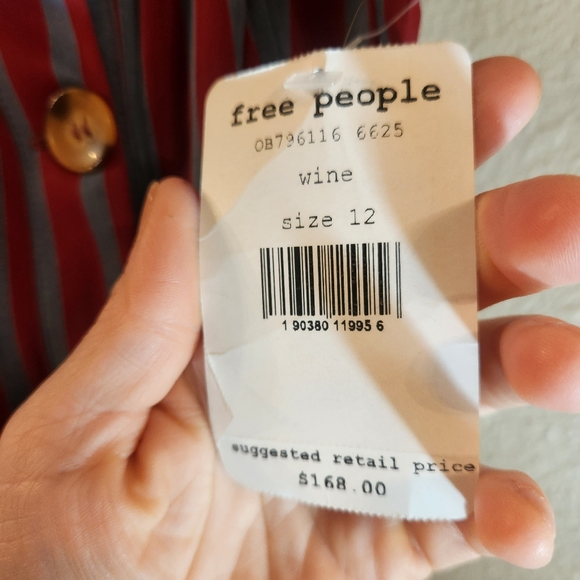 free people
OB796116 6625
wine
size 12
1 90380 11995 6
suggested retail price
$168.00